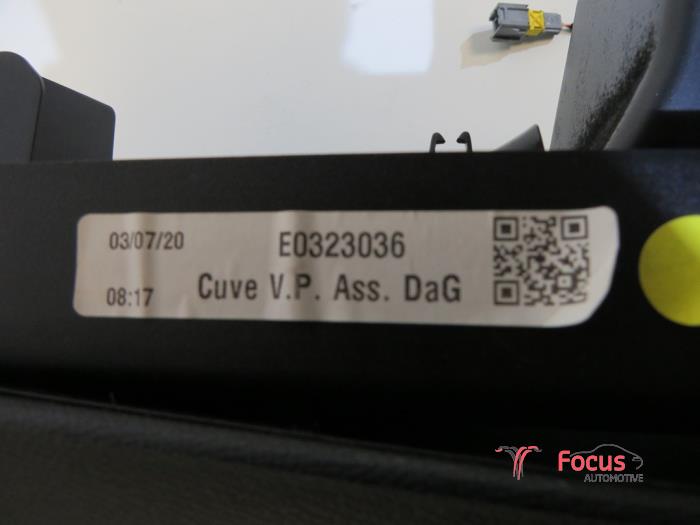 03/07/20 E0323036
08:17 Cuve V.P. Ass. DaG
Focus
AUTOMOTIVE